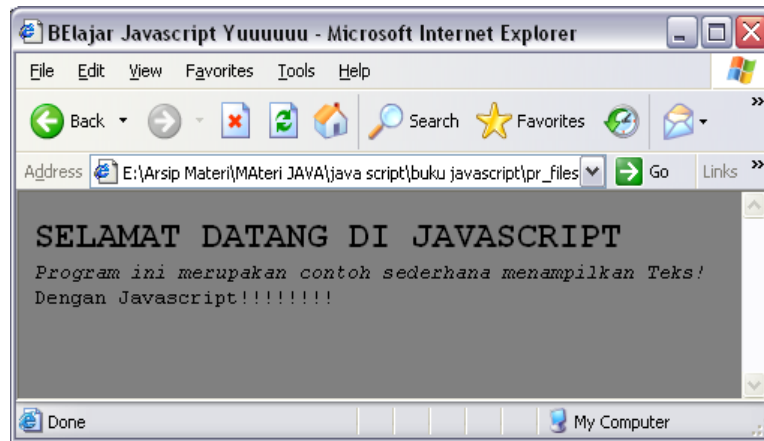 BElajar Javascript Yuuuuuu - Microsoft Internet Explorer
File Edit View Favorites Tools Help
Back Search Favorites »
Address E:\Arsip Materi\MAteri JAVA\java script\buku javascript\pr_files Go Links »
SELAMAT DATANG DI JAVASCRIPT
Program ini merupakan contoh sederhana menampilkan Teks!
Dengan Javascript!!!!!!!!
Done My Computer